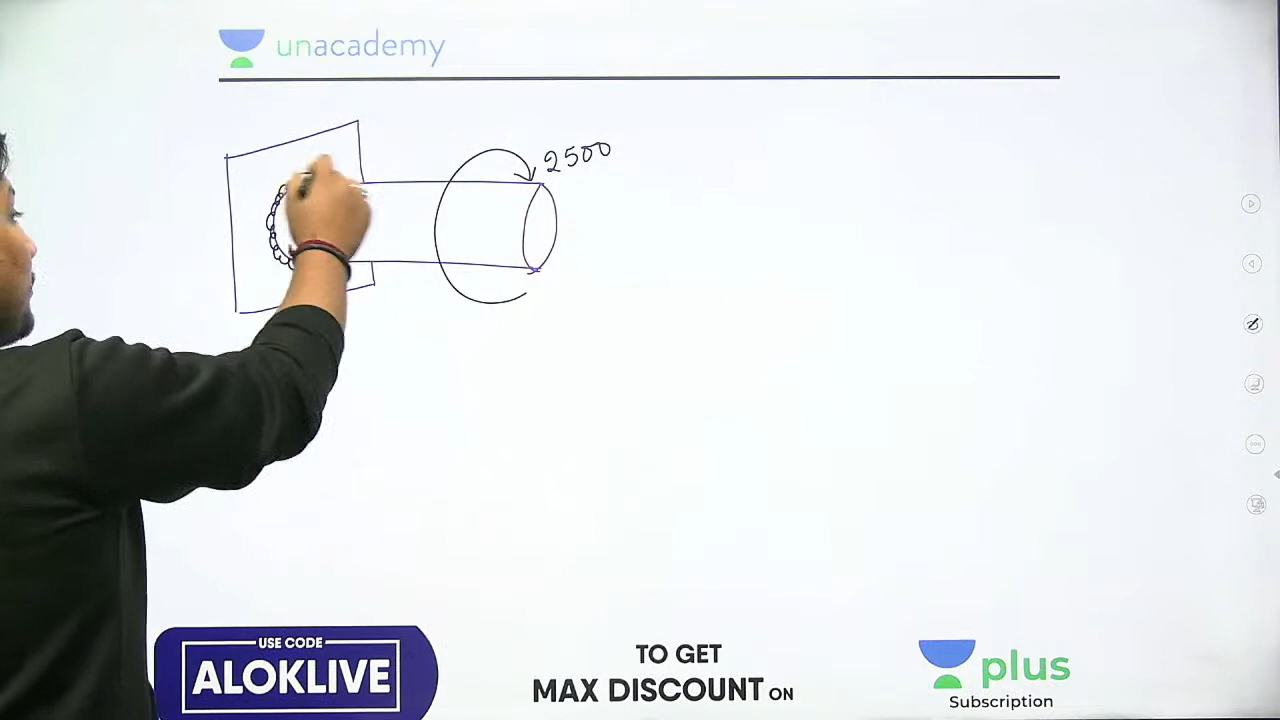 unacademy
2500
USE CODE
ALOKLIVE
TO GET
MAX DISCOUNT ON
plus
Subscription